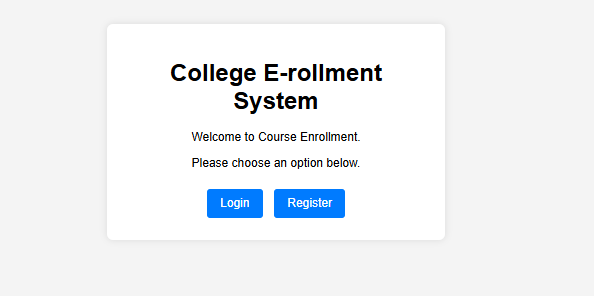 College E-rollment
System
Welcome to Course Enrollment.
Please choose an option below.
Login Register